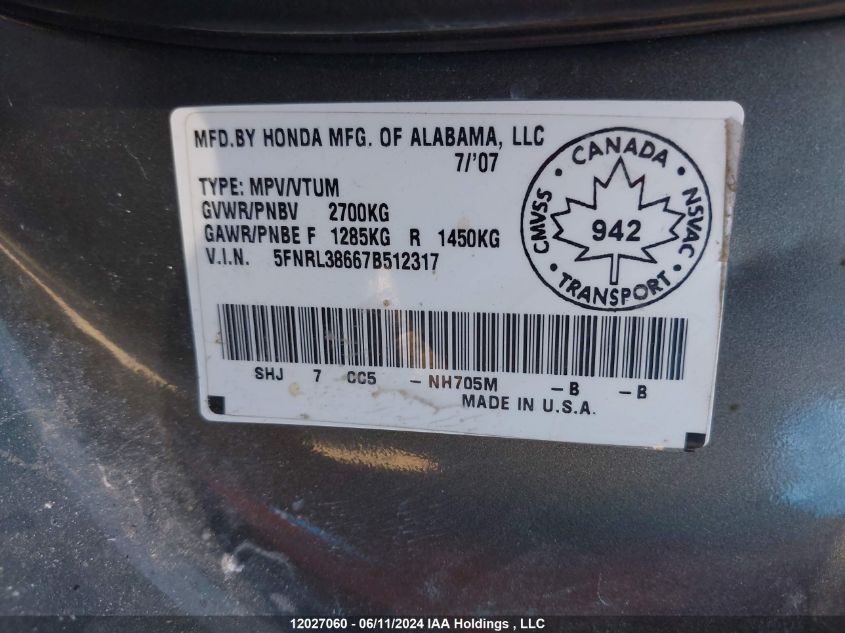 MFD.BY HONDA MFG. OF ALABAMA, LLC
7/'07
TYPE: MPV/VTUM
GVWR/PNBV 2700KG
GAWR/PNBE F 1285KG R 1450KG
V.I.N. 5FNRL38667B512317
CANADA
CMVSS
NSVAC
942
TRANSPORT
SHJ 7 CC5 -NH705M -B -B
MADE IN U.S.A.
12027060 - 06/11/2024 IAA Holdings , LLC